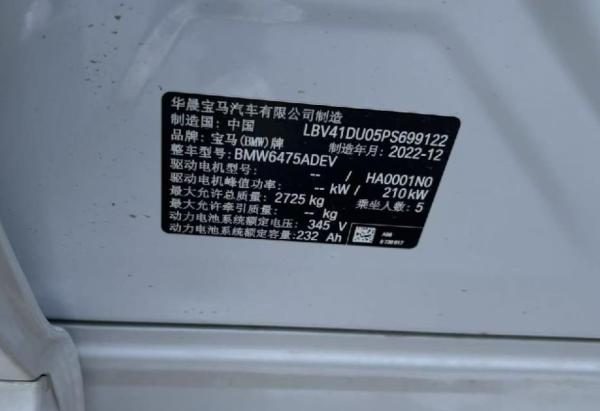 华晨宝马汽车有限公司制造
制造国: 中国 LBV41DU05PS699122
品牌: 宝马(BMW)牌 制造年月: 2022-12
整车型号: BMW6475ADEV
驱动电机型号: -- / HA0001N0
驱动电机峰值功率: -- kW / 210 kW
最大允许总质量: 2725 kg 乘坐人数: 5
最大允许牵引质量: -- kg
动力电池系统额定电压: 345 V
动力电池系统额定容量: 232 Ah